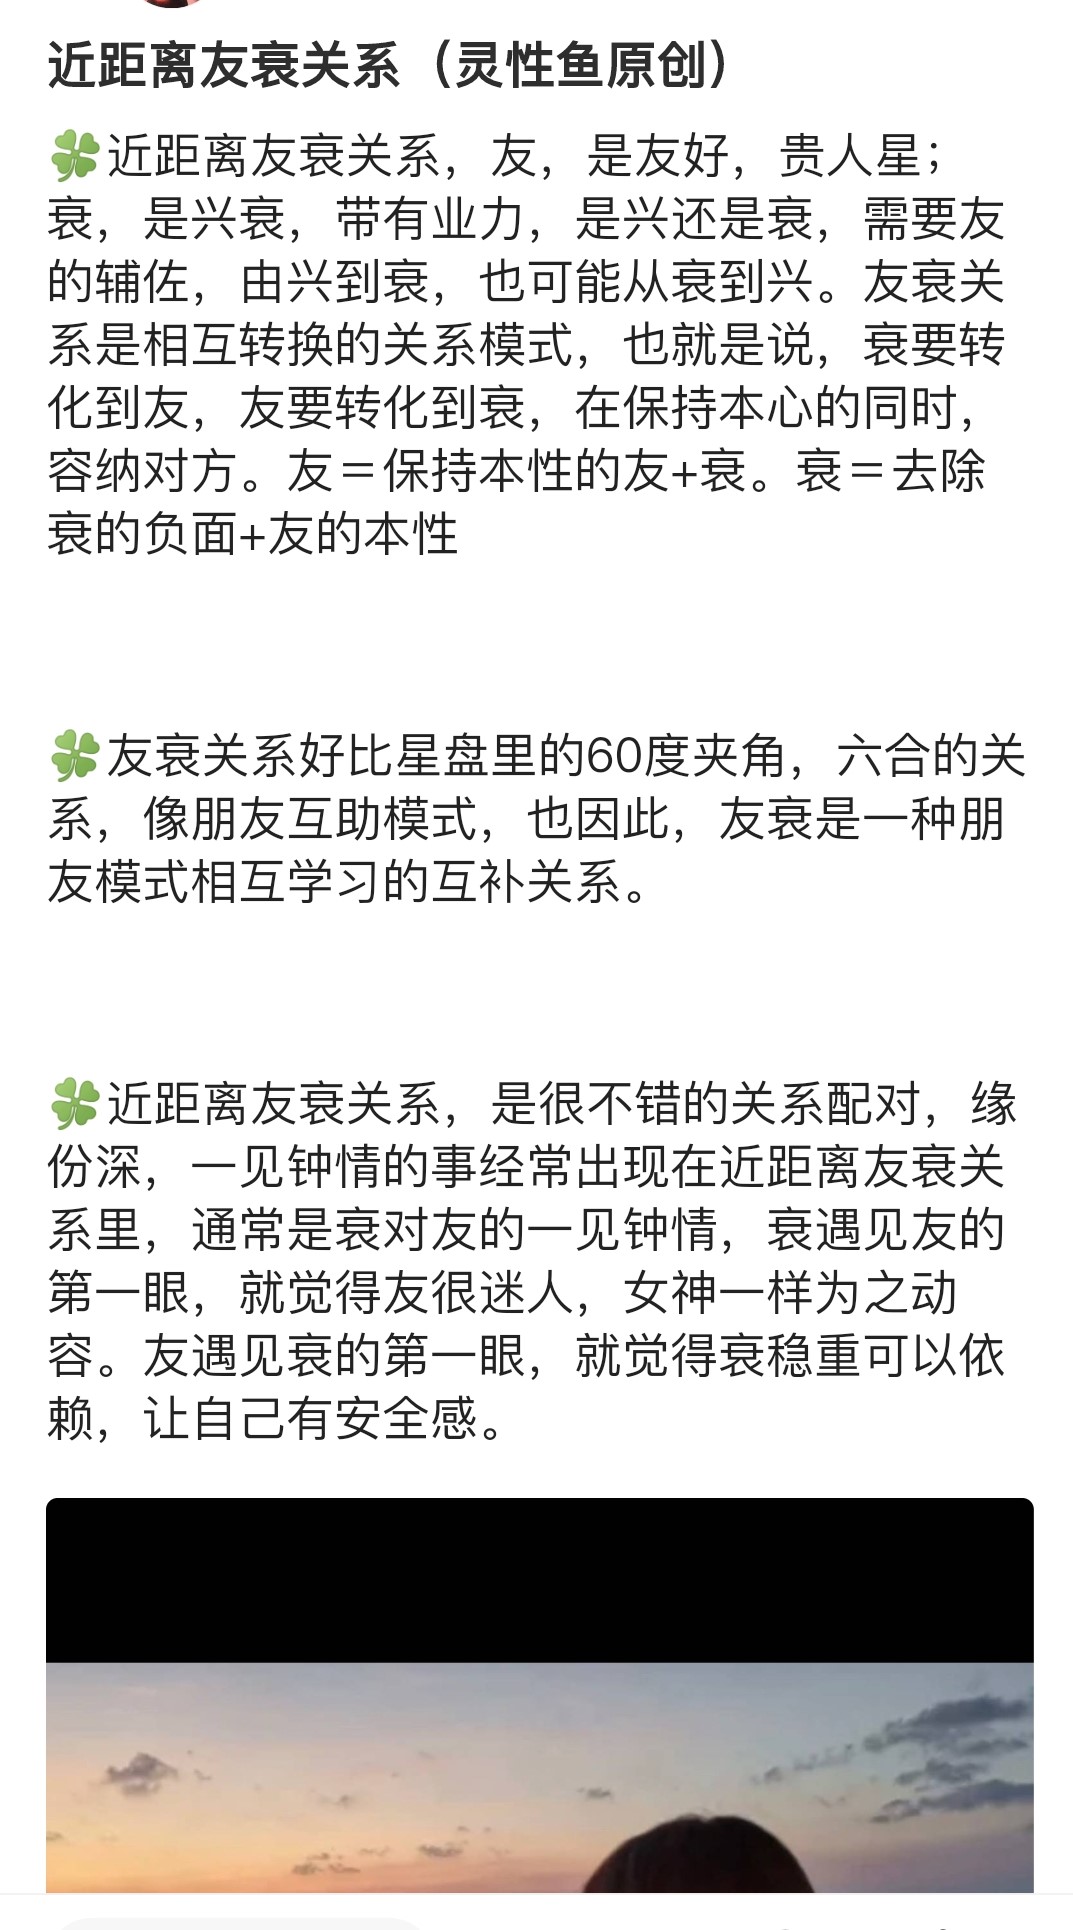 近距离友衰关系（灵性鱼原创）
🍀近距离友衰关系，友，是友好，贵人星；
衰，是兴衰，带有业力，是兴还是衰，需要友
的辅佐，由兴到衰，也可能从衰到兴。友衰关
系是相互转换的关系模式，也就是说，衰要转
化到友，友要转化到衰，在保持本心的同时，
容纳对方。友＝保持本性的友+衰。衰＝去除
衰的负面+友的本性
🍀友衰关系好比星盘里的60度夹角，六合的关
系，像朋友互助模式，也因此，友衰是一种朋
友模式相互学习的互补关系。
🍀近距离友衰关系，是很不错的关系配对，缘
份深，一见钟情的事经常出现在近距离友衰关
系里，通常是衰对友的一见钟情，衰遇见友的
第一眼，就觉得友很迷人，女神一样为之动
容。友遇见衰的第一眼，就觉得衰稳重可以依
赖，让自己有安全感。